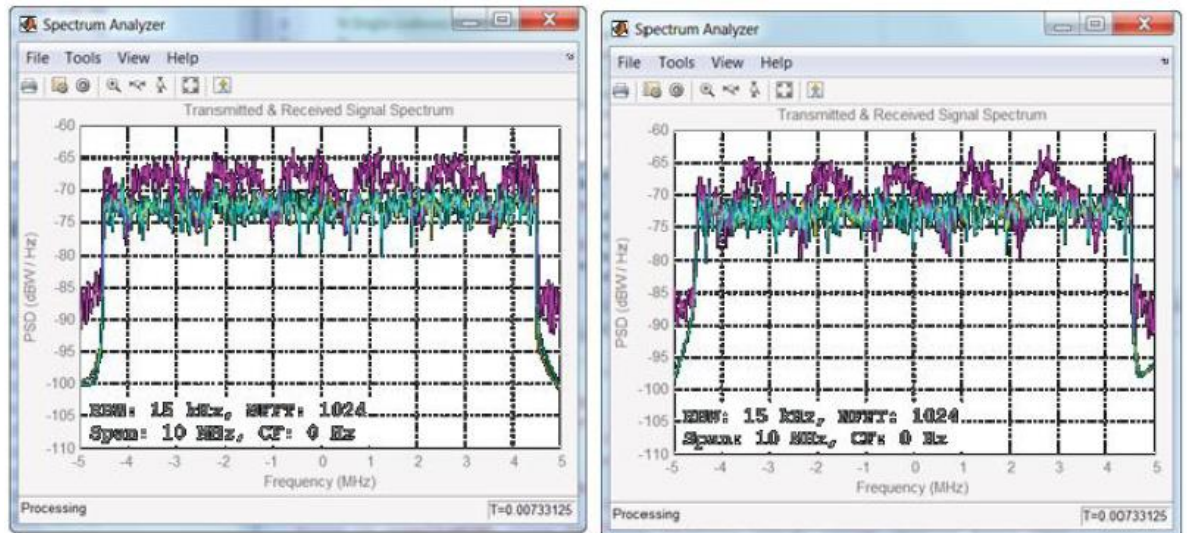 Spectrum Analyzer
File Tools View Help
Transmitted & Received Signal Spectrum
-60
-65
-70
-75
-80
-85
-90
-95
-100
-105
-110
PSD (dBW / Hz)
RBW: 15 kHz, NFFT: 1024
Span: 10 MHz, CF: 0 Hz
-5 -4 -3 -2 -1 0 1 2 3 4 5
Frequency (MHz)
Processing T=0.00733125
Spectrum Analyzer
File Tools View Help
Transmitted & Received Signal Spectrum
-60
-65
-70
-75
-80
-85
-90
-95
-100
-105
-110
PSD (dBW / Hz)
RBW: 15 kHz, NFFT: 1024
Span: 10 MHz, CF: 0 Hz
-5 -4 -3 -2 -1 0 1 2 3 4 5
Frequency (MHz)
Processing T=0.00733125